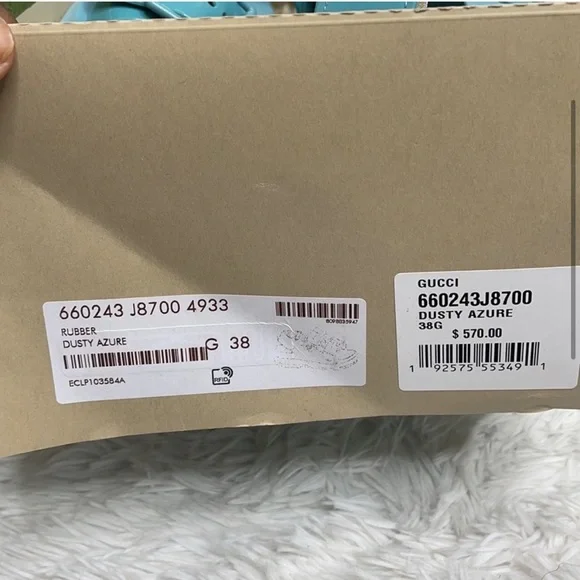 660243 J8700 4933
RUBBER
DUSTY AZURE
G 38
ECLP103584A
RFID
GUCCI
660243J8700
DUSTY AZURE
38G
$ 570.00
1 92575 55349 1